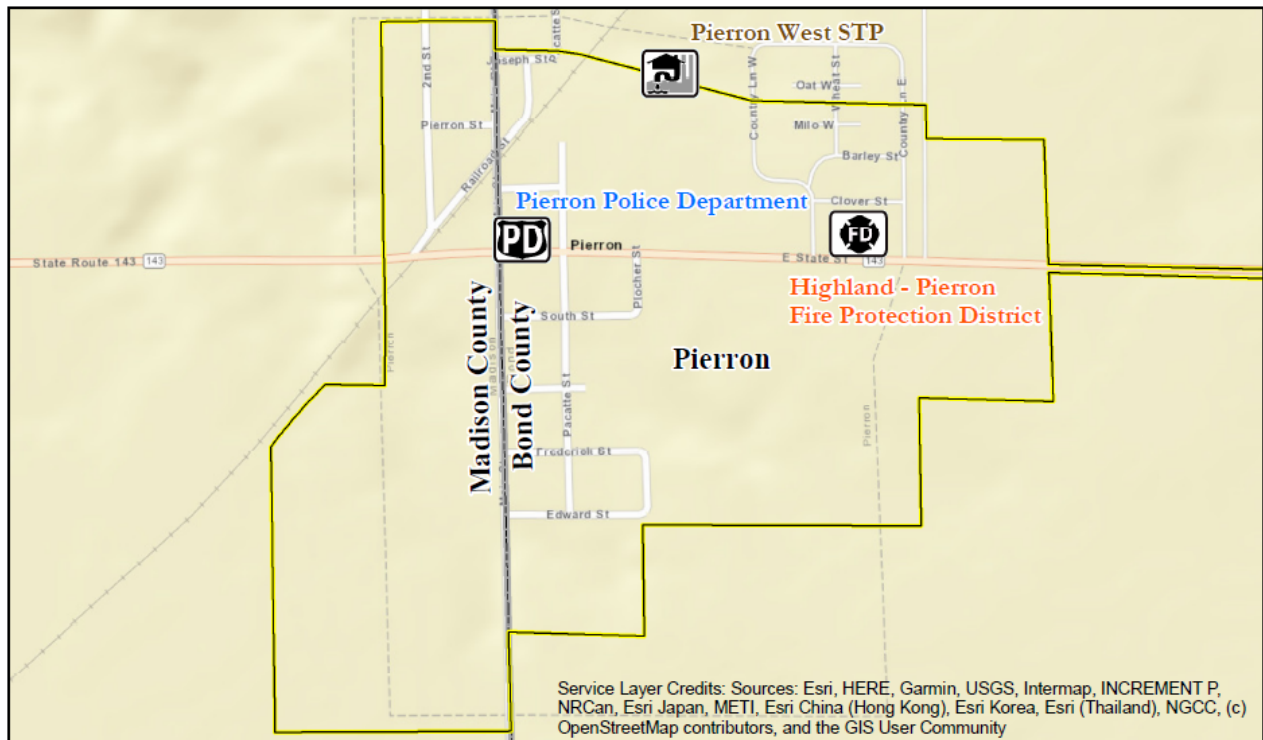 Pierron West STP
2nd St
Joseph St
Oat W
Wheat St
Country Ln W
Country Ln E
Pierron St
Milo W
Railroad St
Barley St
Pierron Police Department
Clover St
PD
FD
Pierron
State Route 143
143
E State St
143
Plocher St
Highland - Pierron
Fire Protection District
South St
Madison County
Bond County
Pierron
Madison
Pierron
Pacatte St
Pierron
Frederick St
Edward St
Service Layer Credits: Sources: Esri, HERE, Garmin, USGS, Intermap, INCREMENT P,
NRCan, Esri Japan, METI, Esri China (Hong Kong), Esri Korea, Esri (Thailand), NGCC, (c)
OpenStreetMap contributors, and the GIS User Community